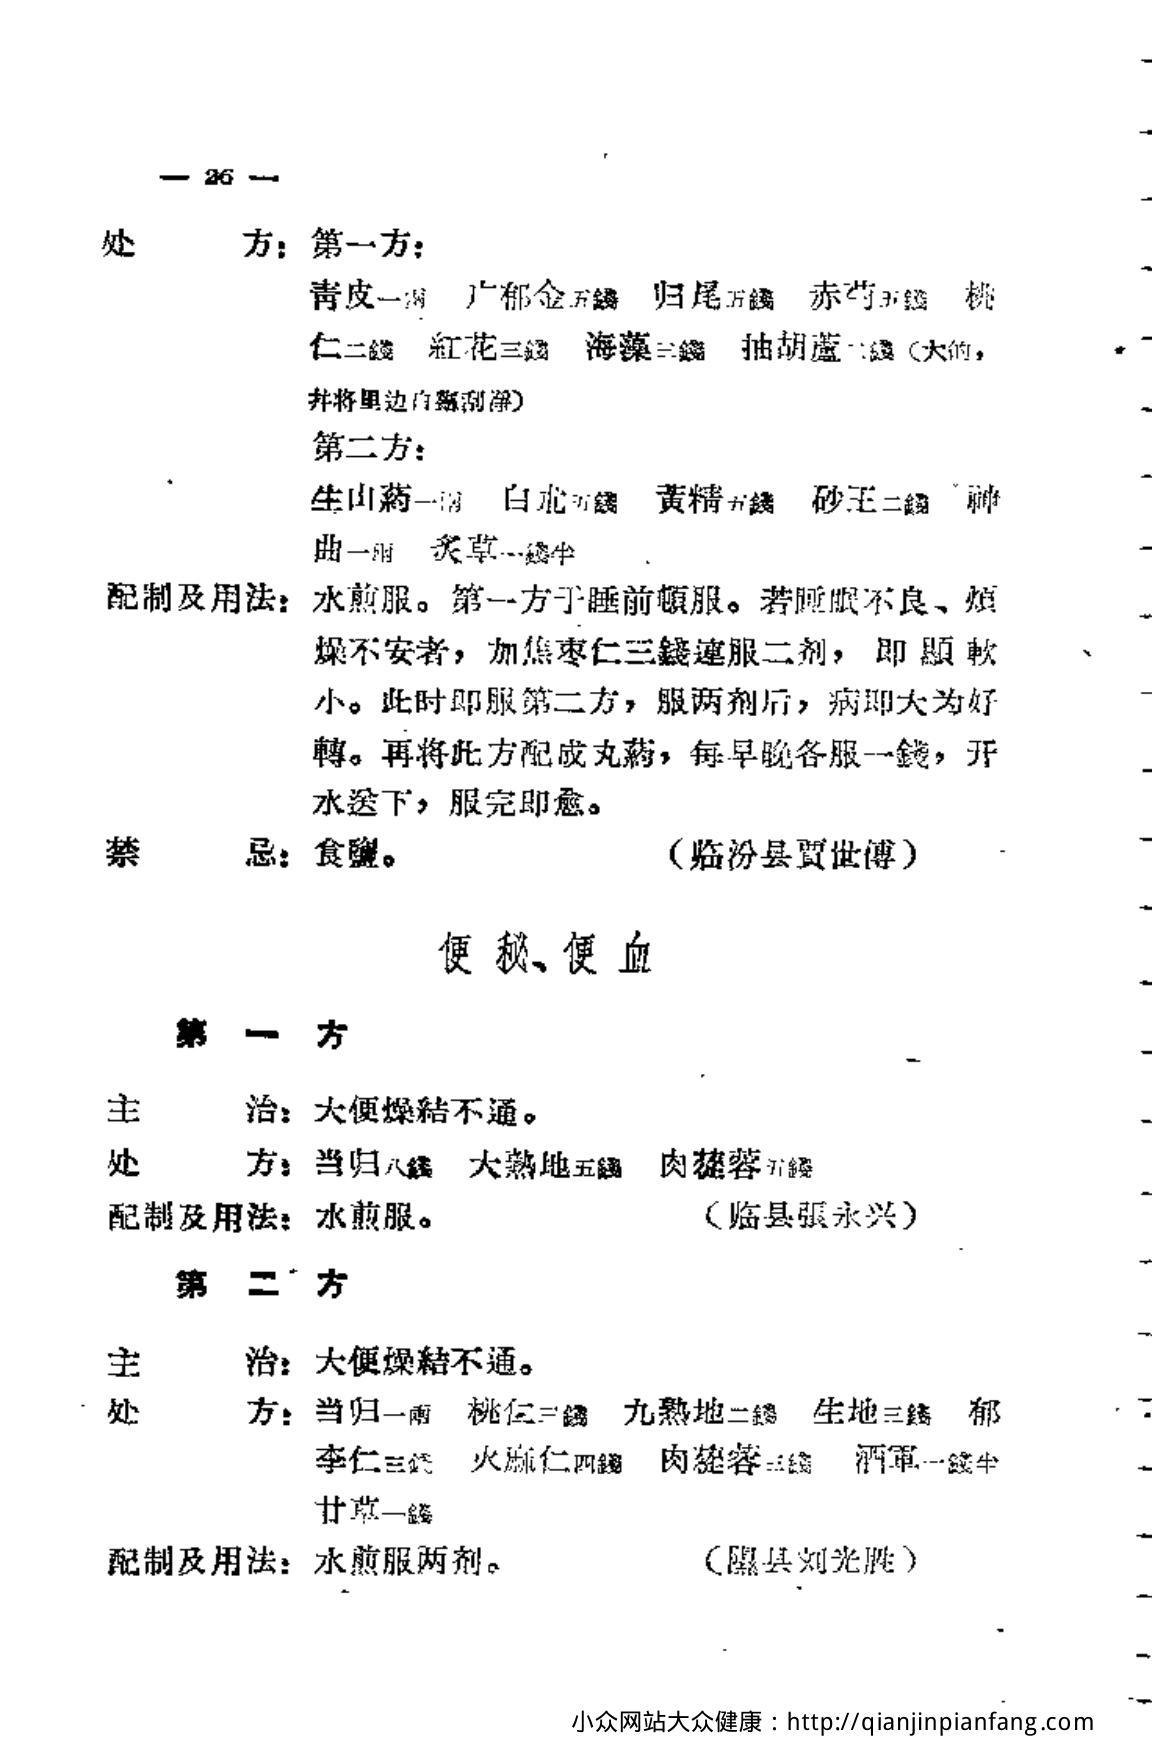 — 26 —
处 方：第一方：
青皮一兩 广郁金五錢 归尾五錢 赤芍五錢 桃
仁二錢 紅花三錢 海藻三錢 抽胡蘆二錢（大的，
幷将里边白瓤刮淨）
第二方：
生山葯一兩 白朮五錢 黃精五錢 砂王二錢 神
曲一兩 炙草一錢半
配制及用法：水煎服。第一方于睡前頓服。若睡眠不良、煩
燥不安者，加焦枣仁三錢連服二剂，即顯軟
小。此时即服第二方，服两剂后，病即大为好
轉。再将此方配成丸葯，每早晚各服一錢，开
水送下，服完即愈。
禁 忌：食鹽。 （临汾县賈世傅）
便秘、便血
第一方
主 治：大便燥結不通。
处 方：当归八錢 大熟地五錢 肉蓯蓉五錢
配制及用法：水煎服。 （临县張永兴）
第二方
主 治：大便燥結不通。
处 方：当归一兩 桃仁三錢 九熟地二錢 生地三錢 郁
李仁三錢 火麻仁四錢 肉蓯蓉三錢 酒軍一錢半
甘草一錢
配制及用法：水煎服两剂。 （隰县刘光胜）
小众网站大众健康：http://qianjinpianfang.com